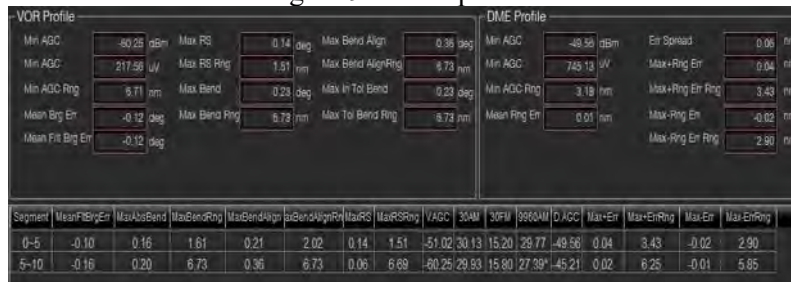 VOR Profile
Min AGC -60.25 dBm Max RS 0.14 deg Max Bend Align 0.36 deg
Min AGC 217.56 uV Max RS Rng 1.51 nm Max Bend AlignRng 6.73 nm
Min AGC Rng 6.71 nm Max Bend 0.23 deg Max In Tol Bend 0.23 deg
Mean Brg Err -0.12 deg Max Bend Rng 6.73 nm Max Tol Bend Rng 6.73 nm
Mean Flt Brg Err -0.12 deg
DME Profile
Min AGC -49.56 dBm Err Spread 0.06
Min AGC 745.13 uV Max+Rng Err 0.04
Min AGC Rng 3.18 nm Max+Rng Err Rng 3.43
Mean Rng Err 0.01 nm Max-Rng Err -0.02
Max-Rng Err Rng 2.90
Segment MeanFltBrgErr MaxAbsBend MaxBendRng MaxBendAlign axBendAlignRn MaxRS MaxRSRng V.AGC 30AM 30FM 9960AM D.AGC Max+Err Max+ErrRng Max-Err Max-ErrRng
0~5 -0.10 0.16 1.61 0.21 2.02 0.14 1.51 -51.02 30.13 15.20 29.77 -49.56 0.04 3.43 -0.02 2.90
5~10 -0.16 0.20 6.73 0.36 6.73 0.06 6.69 -60.25 29.93 15.80 27.39* -45.21 0.02 6.25 -0.01 5.85